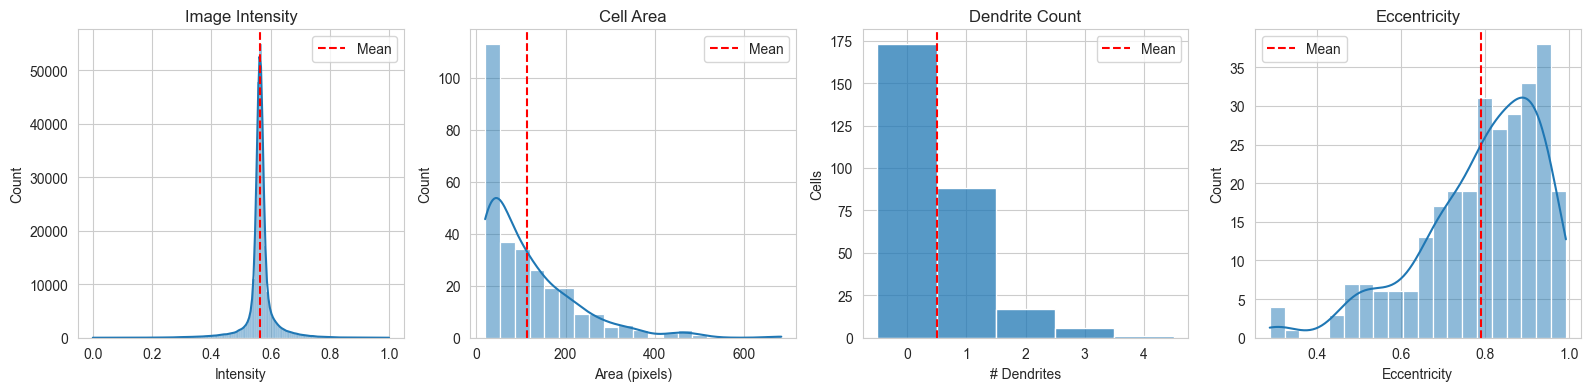 Image Intensity
Mean
50000
40000
30000
20000
10000
0
Count
0.0 0.2 0.4 0.6 0.8 1.0
Intensity
Cell Area
Mean
100
80
60
40
20
0
Count
0 200 400 600
Area (pixels)
Dendrite Count
Mean
175
150
125
100
75
50
25
0
Cells
0 1 2 3 4
# Dendrites
Eccentricity
Mean
35
30
25
20
15
10
5
0
Count
0.4 0.6 0.8 1.0
Eccentricity